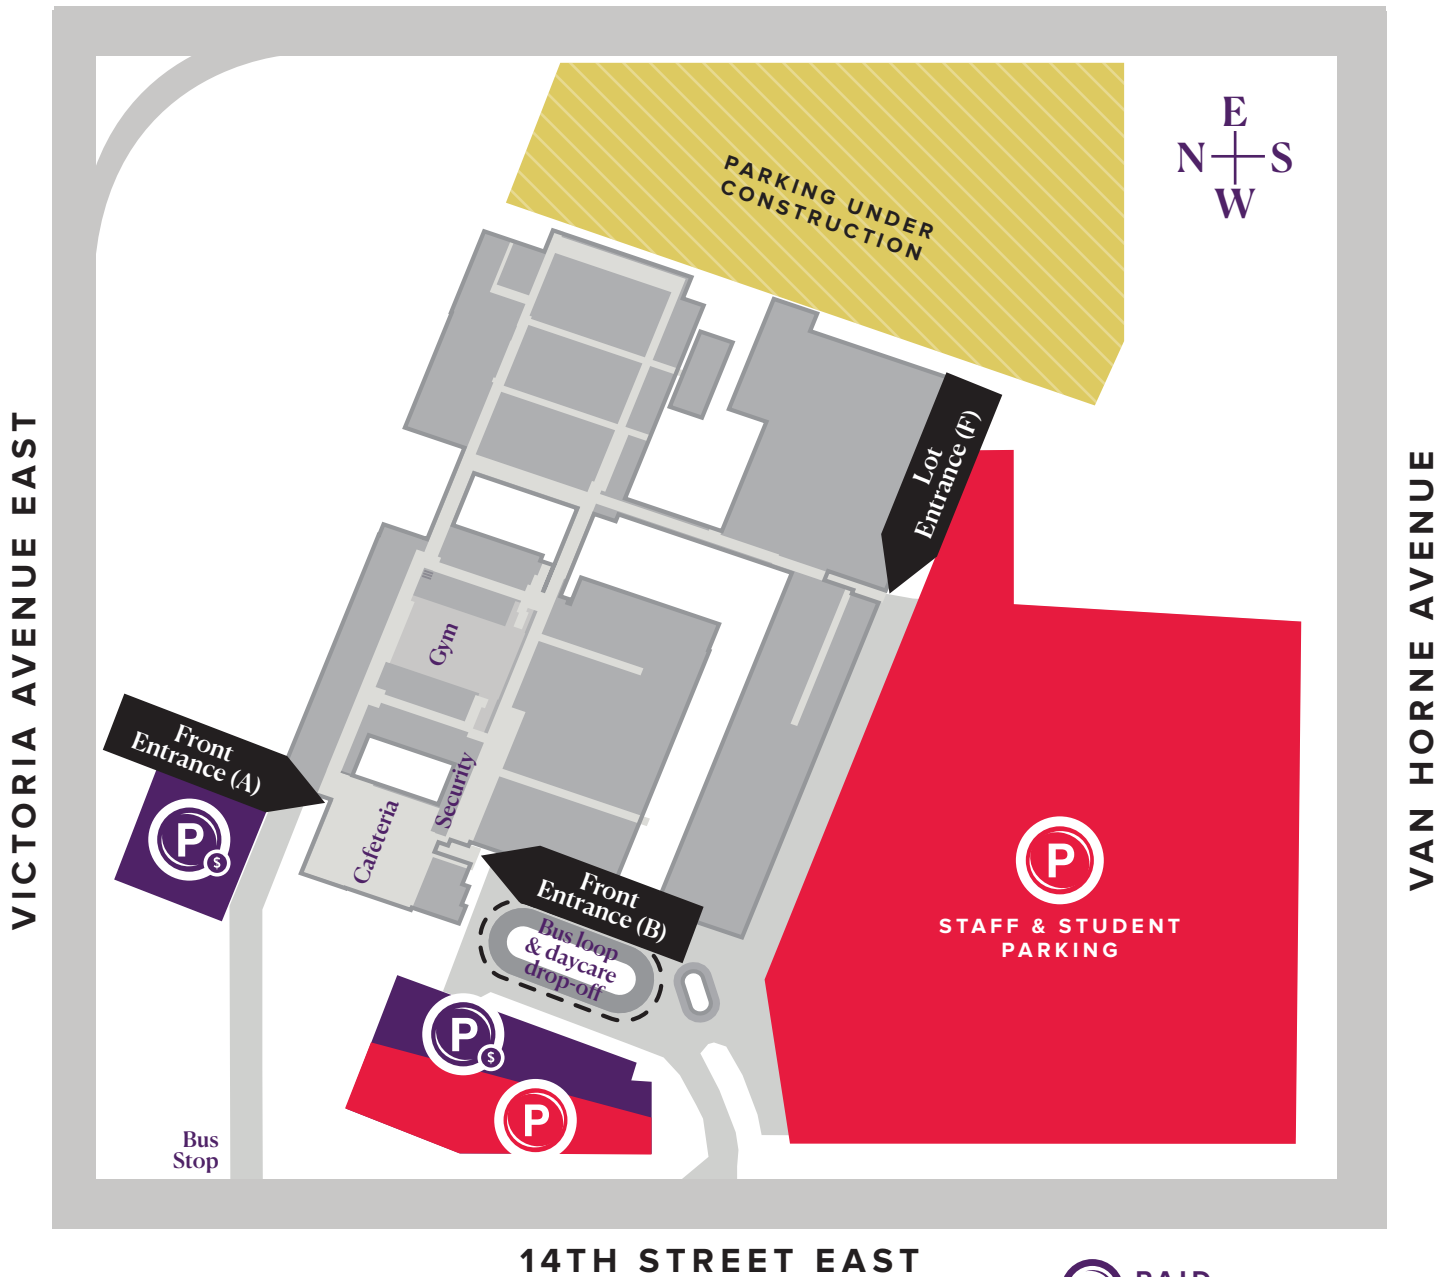 E
N S
W
PARKING UNDER
CONSTRUCTION
Lot
Entrance (F)
VICTORIA AVENUE EAST
VAN HORNE AVENUE
Gym
Front
Entrance (A)
P
$
Security
Cafeteria
Front
Entrance (B)
Bus loop
& daycare
drop-off
P
STAFF & STUDENT
PARKING
P
$
P
Bus
Stop
14TH STREET EAST
PAID